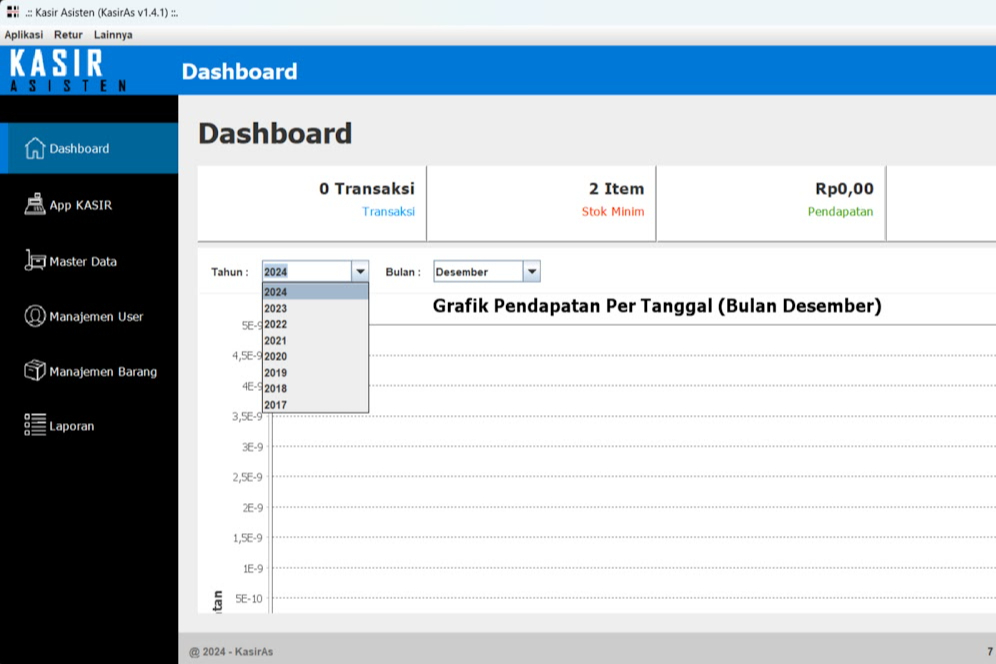 .:: Kasir Asisten (KasirAs v1.4.1) ::.
Aplikasi Retur Lainnya
KASIR
ASISTEN
Dashboard
Dashboard
App KASIR
Master Data
Manajemen User
Manajemen Barang
Laporan
Dashboard
0 Transaksi
Transaksi
2 Item
Stok Minim
Rp0,00
Pendapatan
Tahun : 2024
Bulan : Desember
2024
2023
2022
2021
2020
2019
2018
2017
Grafik Pendapatan Per Tanggal (Bulan Desember)
5E-9
4,5E-9
4E-9
3,5E-9
3E-9
2,5E-9
2E-9
1,5E-9
1E-9
5E-10
tan
@ 2024 - KasirAs
7